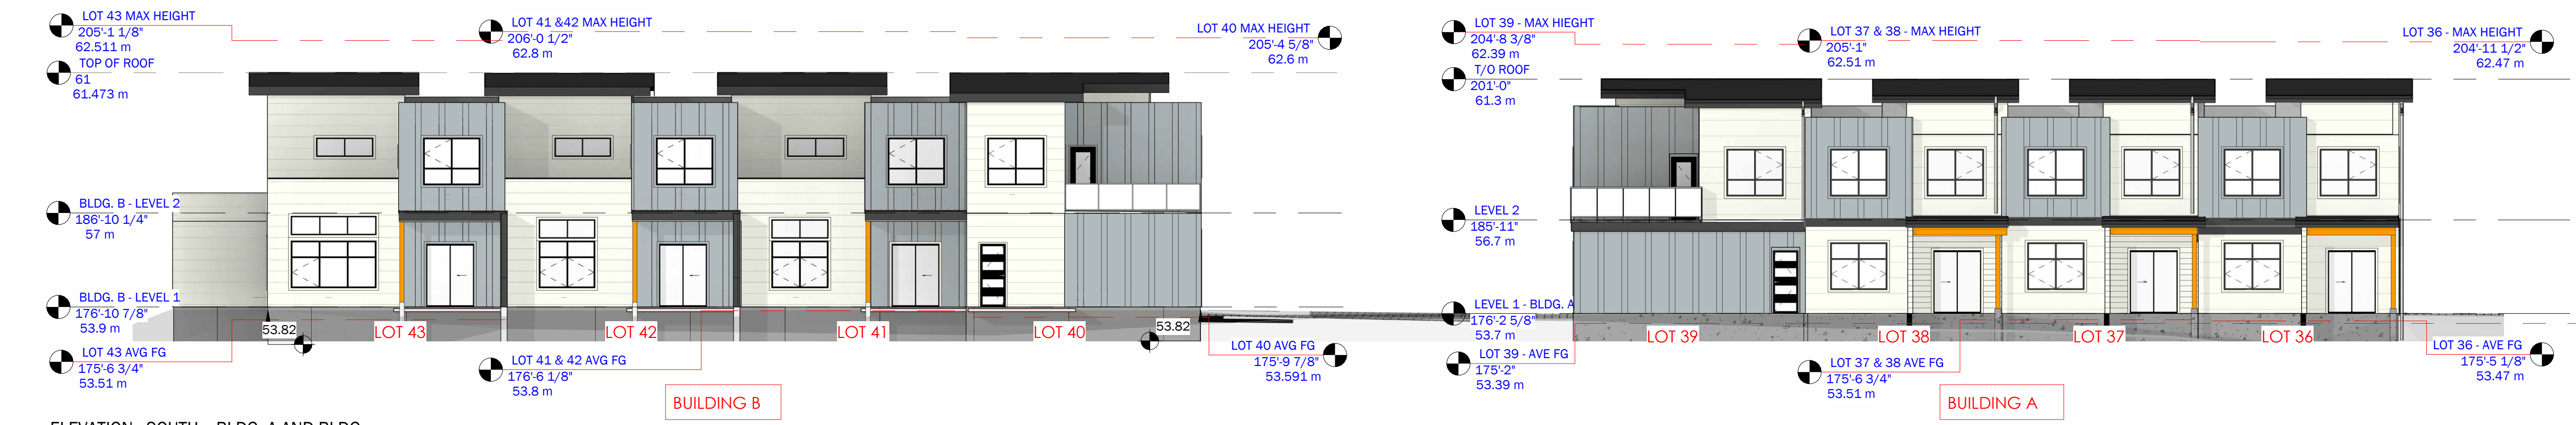 LOT 43 MAX HEIGHT
205'-1 1/8"
62.511 m
TOP OF ROOF
61
61.473 m
BLDG. B - LEVEL 2
186'-10 1/4"
57 m
BLDG. B - LEVEL 1
176'-10 7/8"
53.9 m
LOT 43 AVG FG
175'-6 3/4"
53.51 m
LOT 41 &42 MAX HEIGHT
206'-0 1/2"
62.8 m
LOT 40 MAX HEIGHT
205'-4 5/8"
62.6 m
53.82
LOT 43
LOT 42
LOT 41
LOT 40
53.82
LOT 41 & 42 AVG FG
176'-6 1/8"
53.8 m
LOT 40 AVG FG
175'-9 7/8"
53.591 m
BUILDING B
LOT 39 - MAX HIEGHT
204'-8 3/8"
62.39 m
T/O ROOF
201'-0"
61.3 m
LEVEL 2
185'-11"
56.7 m
LEVEL 1 - BLDG. A
176'-2 5/8"
53.7 m
LOT 39 - AVE FG
175'-2"
53.39 m
LOT 37 & 38 - MAX HEIGHT
205'-1"
62.51 m
LOT 36 - MAX HEIGHT
204'-11 1/2"
62.47 m
LOT 39
LOT 38
LOT 37
LOT 36
LOT 37 & 38 AVE FG
175'-6 3/4"
53.51 m
LOT 36 - AVE FG
175'-5 1/8"
53.47 m
BUILDING A
ELEVATION - SOUTH - BLDG. A AND BLDG.